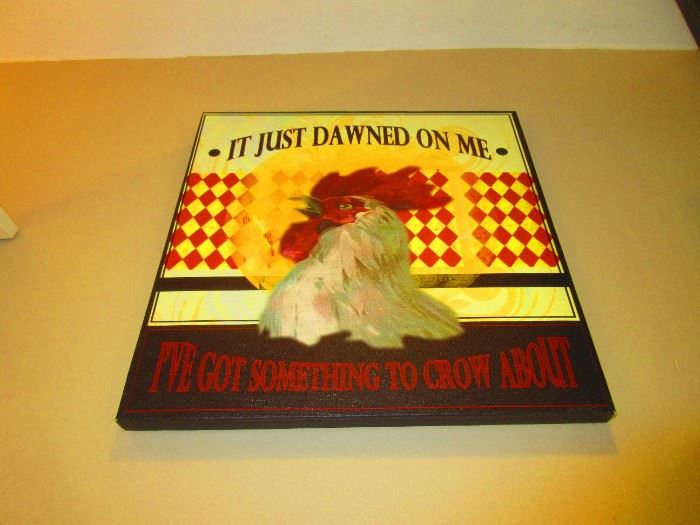 • IT JUST DAWNED ON ME •
I'VE GOT SOMETHING TO CROW ABOUT